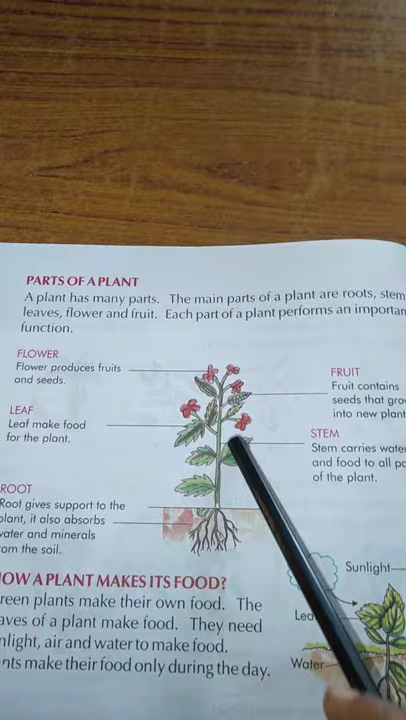 PARTS OF A PLANT
A plant has many parts. The main parts of a plant are roots, stem
leaves, flower and fruit. Each part of a plant performs an importan
function.
FLOWER
Flower produces fruits
and seeds.
FRUIT
Fruit contains
seeds that gro
into new plant
LEAF
Leaf make food
for the plant.
STEM
Stem carries water
and food to all pa
of the plant.
ROOT
Root gives support to the
plant, it also absorbs
water and minerals
rom the soil.
HOW A PLANT MAKES ITS FOOD?
reen plants make their own food. The
aves of a plant make food. They need
nlight, air and water to make food.
nts make their food only during the day.
Sunlight
Lea
Water